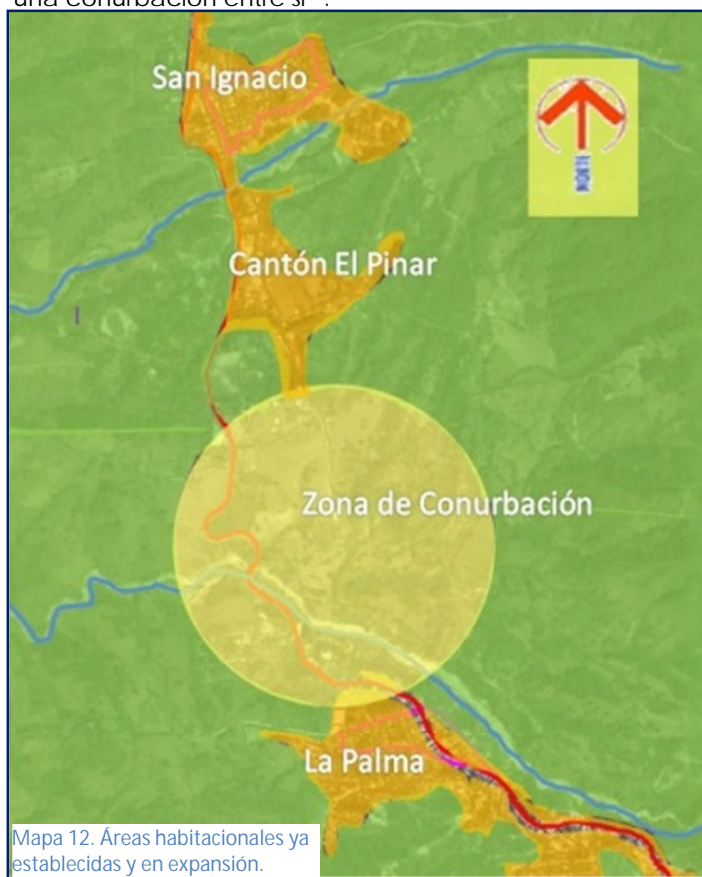 una conurbación entre sí
San Ignacio
NORTE
Cantón El Pinar
Zona de Conurbación
La Palma
Mapa 12. Áreas habitacionales ya
establecidas y en expansión.